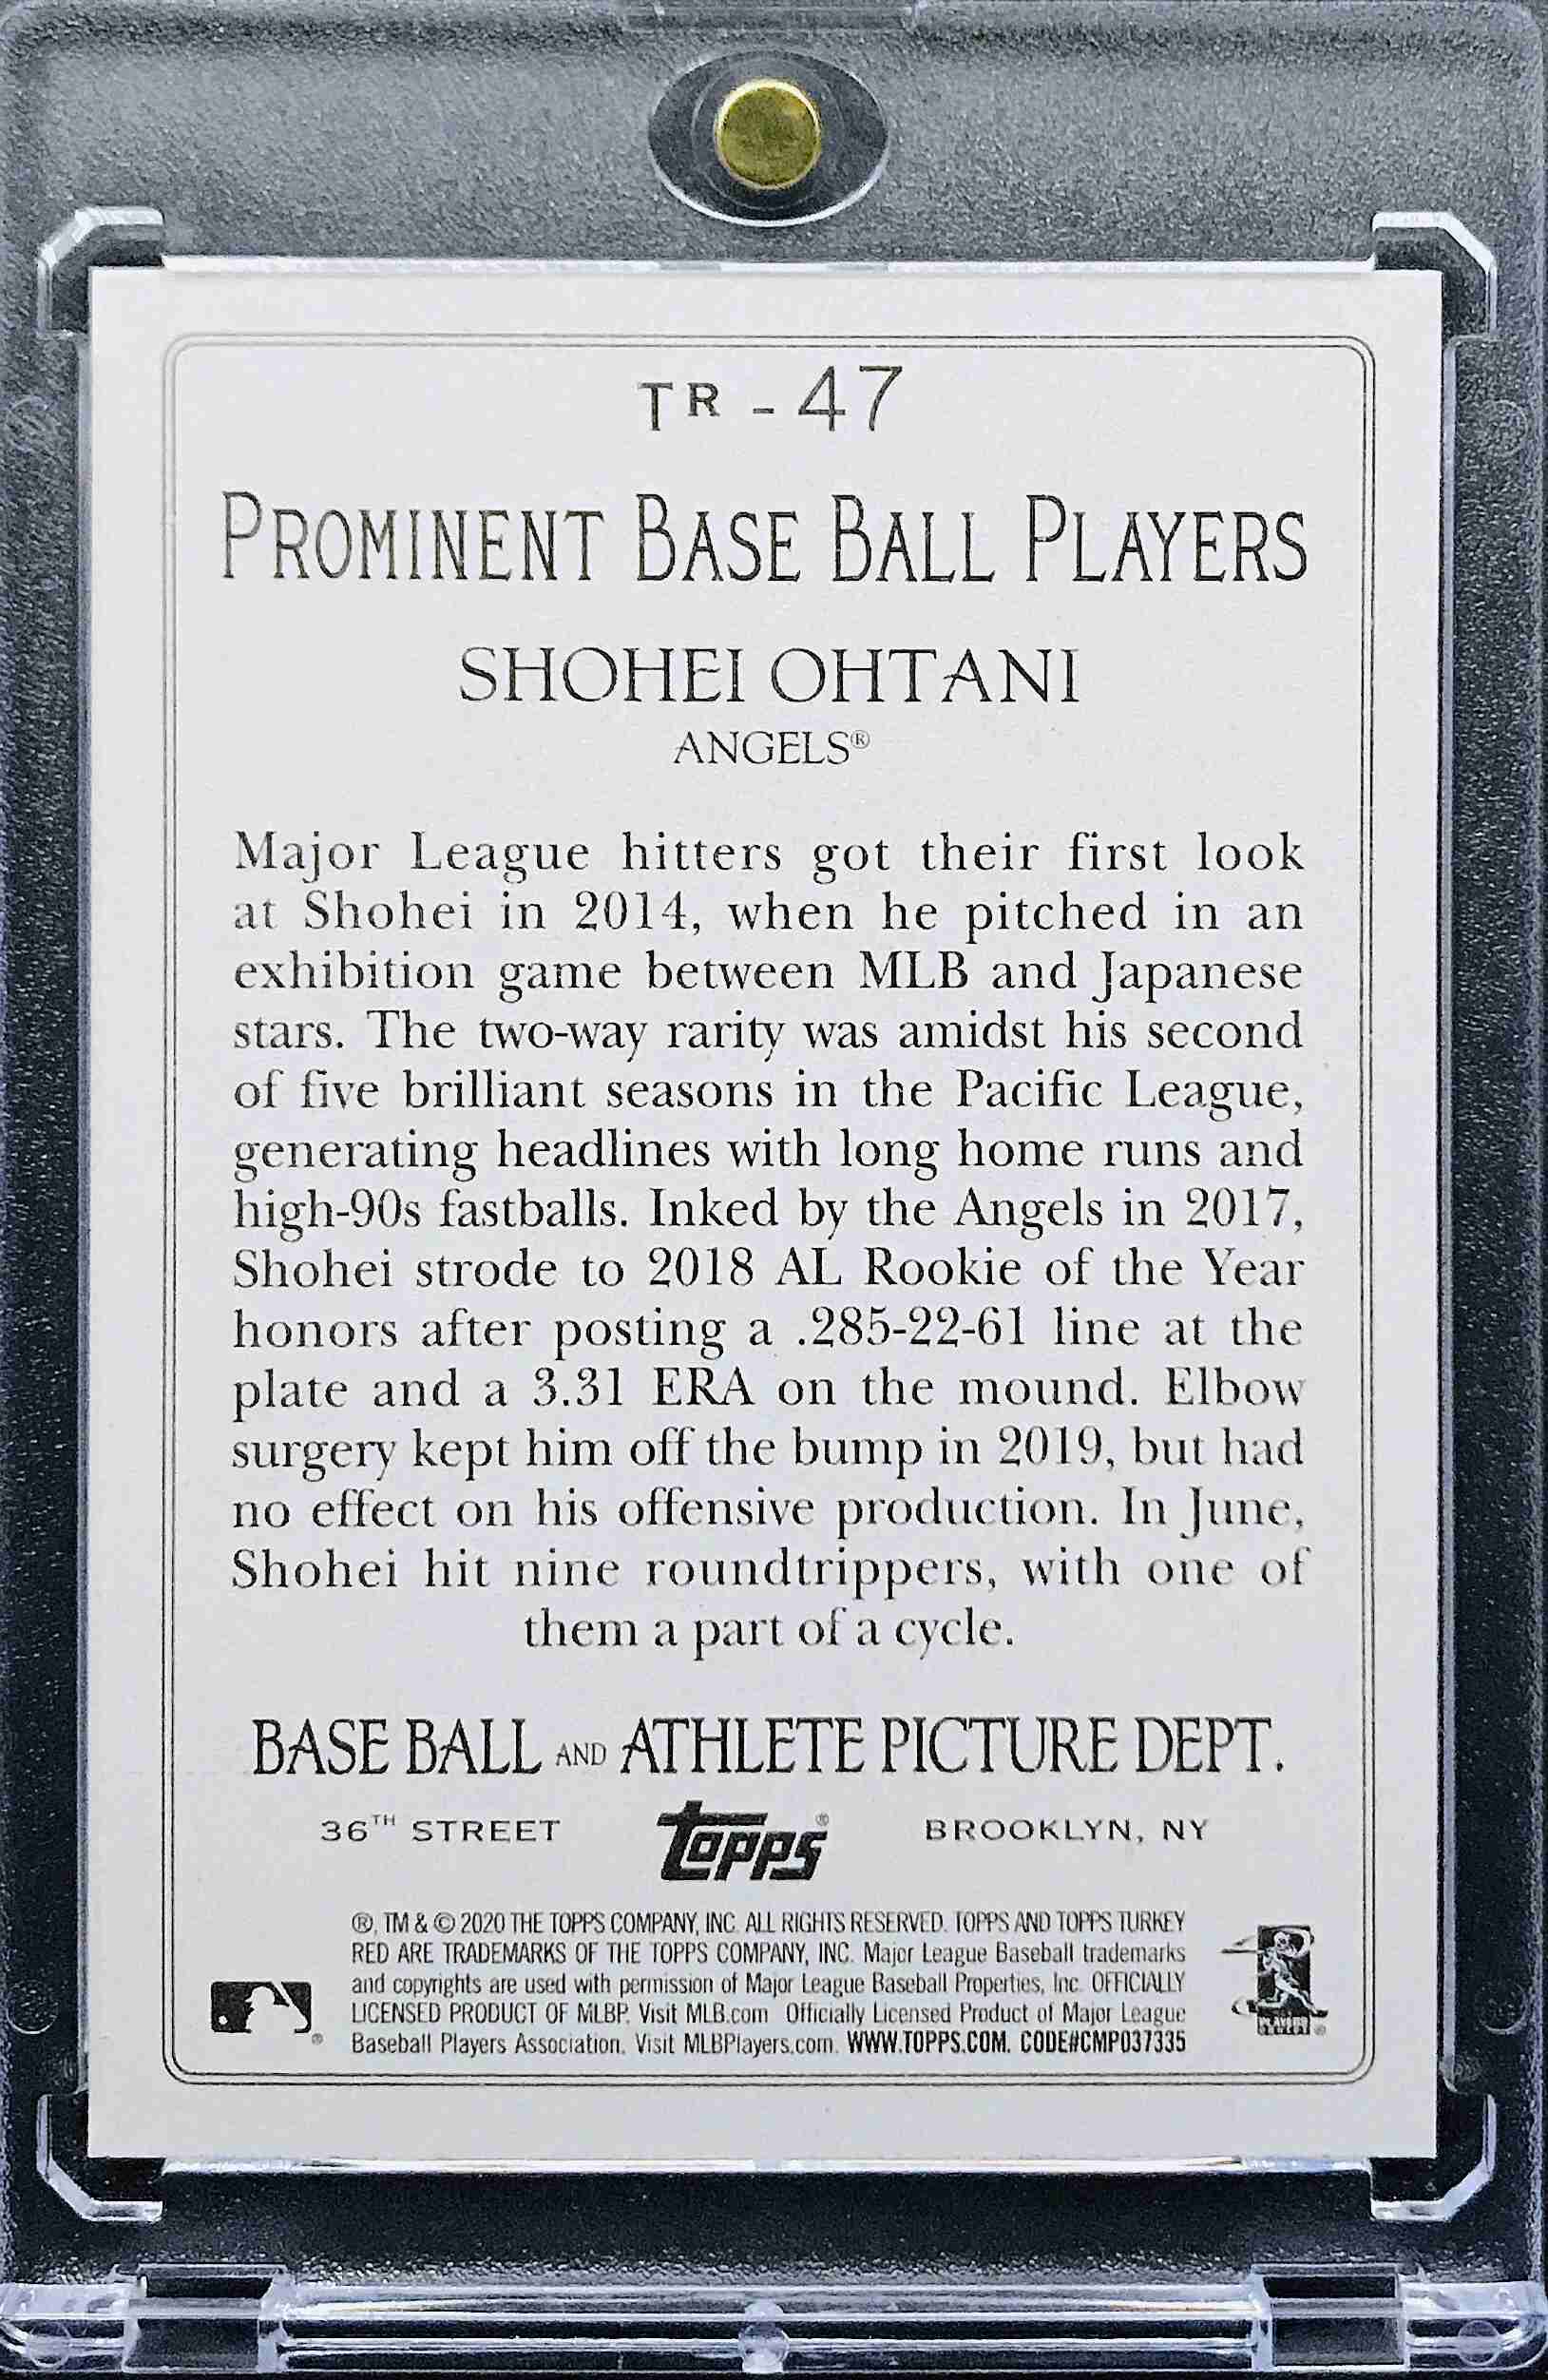 TR - 47
PROMINENT BASE BALL PLAYERS
SHOHEI OHTANI
ANGELS®
Major League hitters got their first look
at Shohei in 2014, when he pitched in an
exhibition game between MLB and Japanese
stars. The two-way rarity was amidst his second
of five brilliant seasons in the Pacific League,
generating headlines with long home runs and
high-90s fastballs. Inked by the Angels in 2017,
Shohei strode to 2018 AL Rookie of the Year
honors after posting a .285-22-61 line at the
plate and a 3.31 ERA on the mound. Elbow
surgery kept him off the bump in 2019, but had
no effect on his offensive production. In June,
Shohei hit nine roundtrippers, with one of
them a part of a cycle.
BASE BALL AND ATHLETE PICTURE DEPT.
36TH STREET topps® BROOKLYN, NY
®, TM & © 2020 THE TOPPS COMPANY, INC. ALL RIGHTS RESERVED. TOPPS AND TOPPS TURKEY
RED ARE TRADEMARKS OF THE TOPPS COMPANY, INC. Major League Baseball trademarks
and copyrights are used with permission of Major League Baseball Properties, Inc. OFFICIALLY
LICENSED PRODUCT OF MLBP. Visit MLB.com Officially Licensed Product of Major League
Baseball Players Association. Visit MLBPlayers.com. WWW.TOPPS.COM. CODE#CMP037335
PLAYERS
CHOICE®